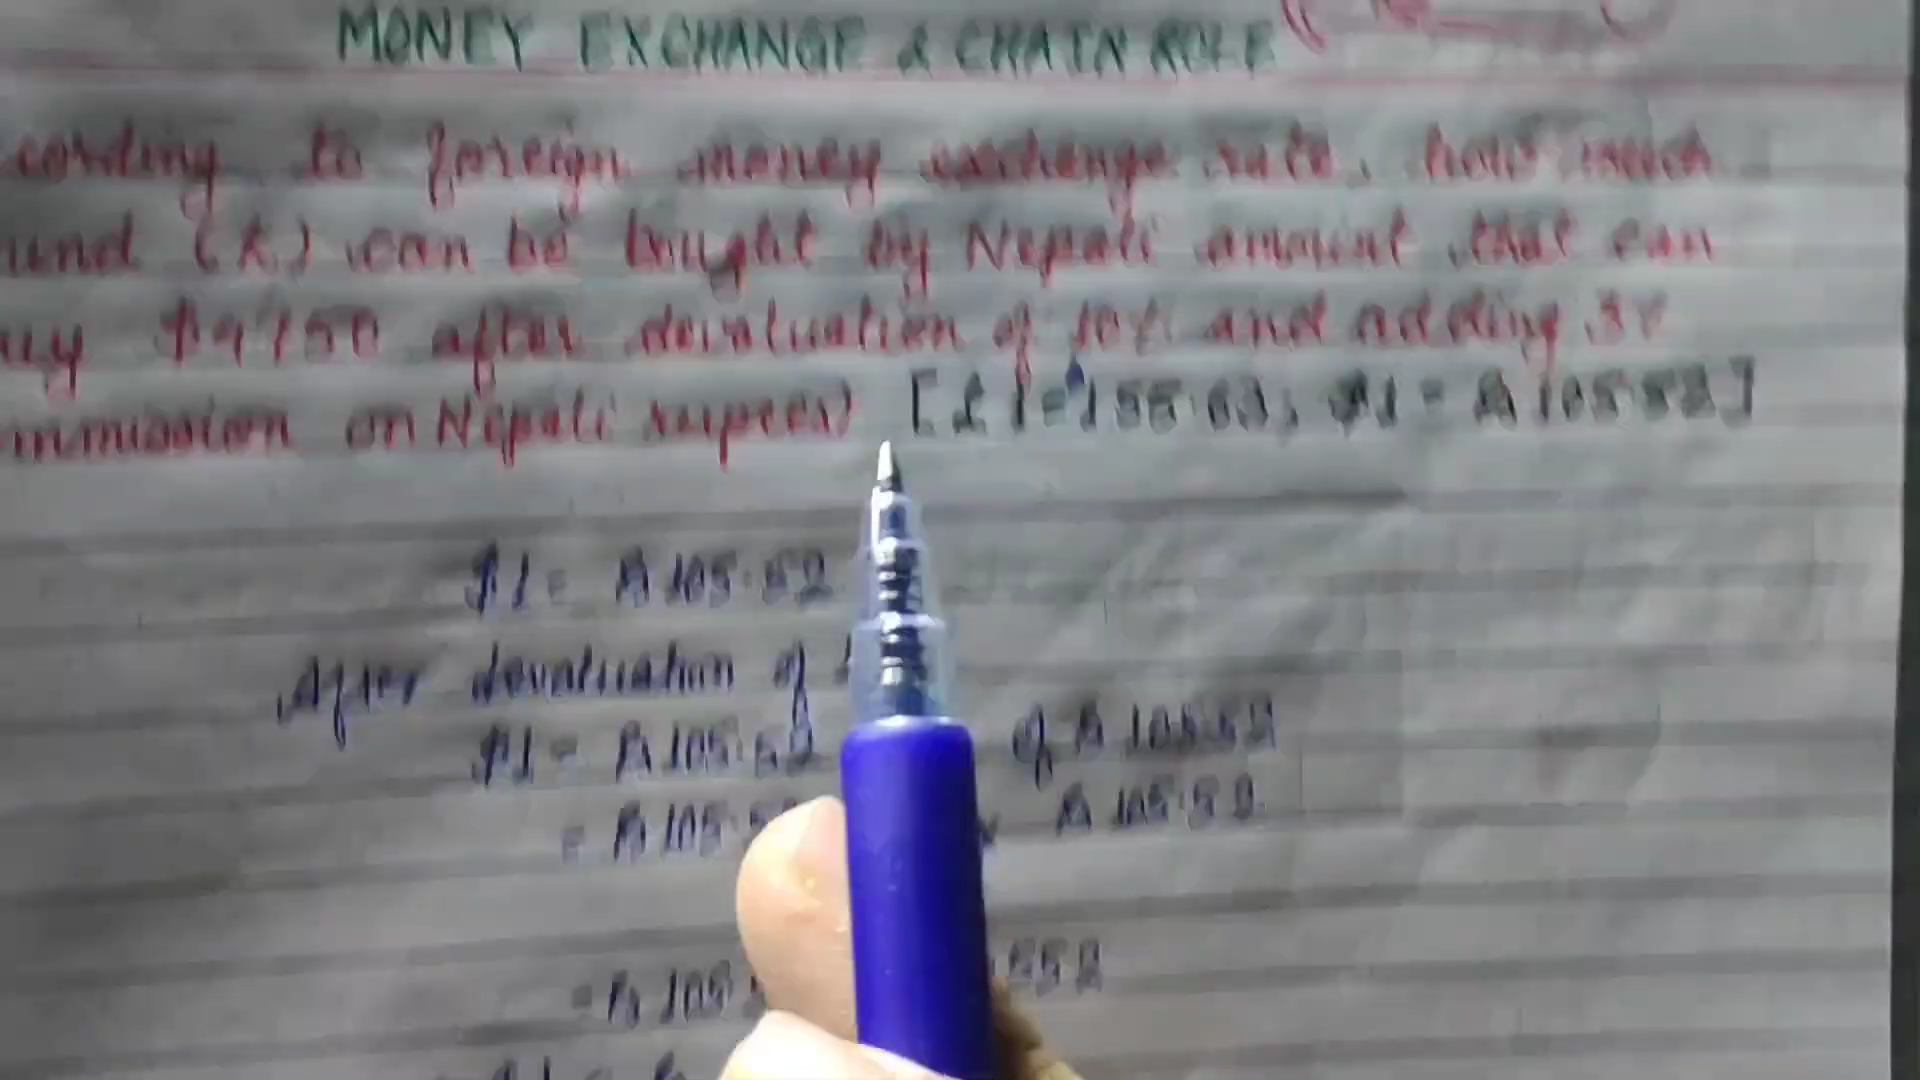 MONEY EXCHANGE & CHAIN RULE
cording to foreign money exchange rate, how much
und (£) can be bought by Nepali amount that can
uy $9750 after devaluation of 10% and adding 3%
mmission on Nepali rupees? [£1=155.63, $1 = Rs 105.52]
$1 = Rs 105.52
After devaluation of
$1 = Rs 105.52 of Rs 105.52
= Rs 105.5 x Rs 105.52
= Rs 105 552